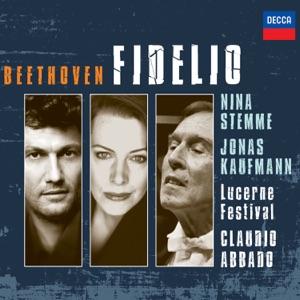 DECCA
BEETHOVEN FIDELIO
NINA
STEMME
JONAS
KAUFMANN
Lucerne
Festival
CLAUDIO
ABBADO